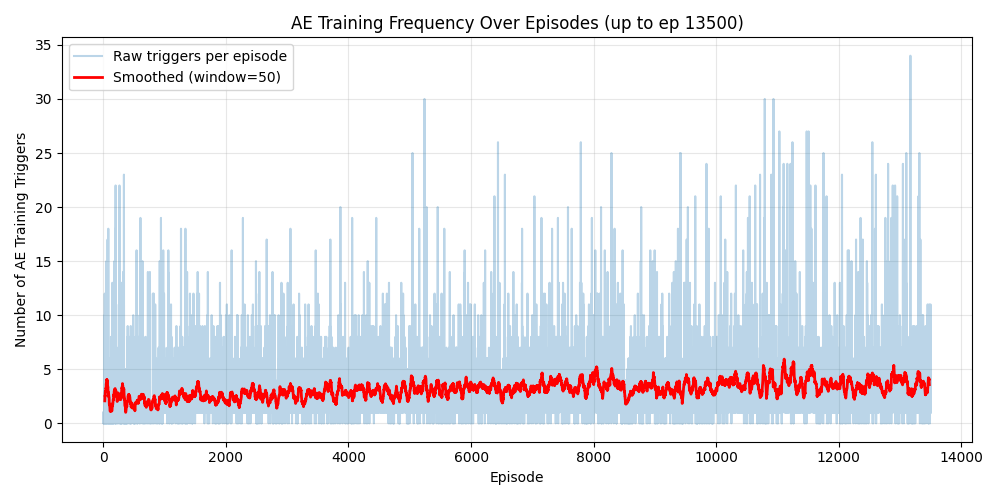 AE Training Frequency Over Episodes (up to ep 13500)
Raw triggers per episode
Smoothed (window=50)
Number of AE Training Triggers
35
30
25
20
15
10
5
0
0 2000 4000 6000 8000 10000 12000 14000
Episode